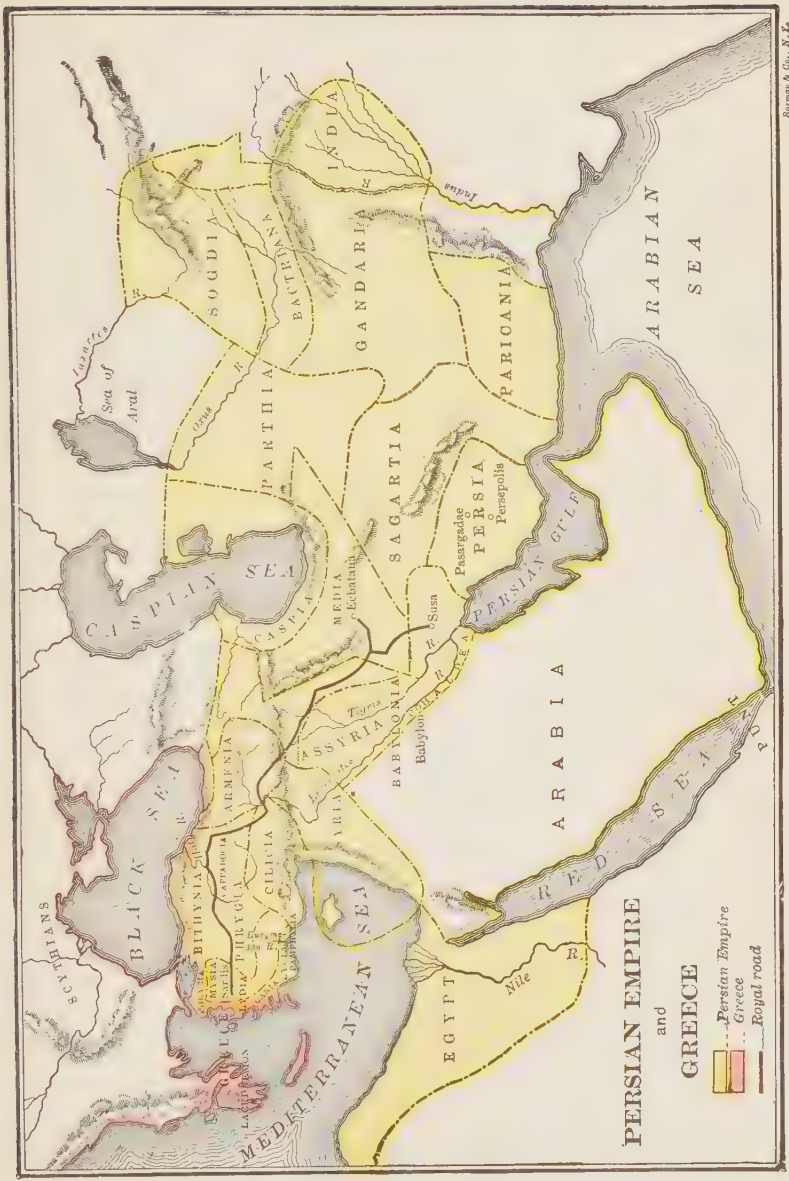 SCYTHIANS
BLACK SEA
CASPIAN SEA
Sea of
Aral
Iaxartes R.
Oxus R.
SOGDIA
BACTRIANA
INDIA
Indus R.
GANDARIA
PARICANIA
PARTHIA
SAGARTIA
PERSIA
Pasargadae
Persepolis
MEDIA
Ecbatana
CASPIA
Susa
ARMENIA
ASSYRIA
Tigris R.
BABYLONIA
Babylon
R.
BITHYNIA
CAPPADOCIA
PHRYGIA
CILICIA
MYSIA
Sardis
LYDIA
R.
MEDITERRANEAN SEA
EGYPT
Nile R.
RED SEA
PUNT
ARABIA
PERSIAN GULF
ARABIAN
SEA
PERSIAN EMPIRE
and
GREECE
Persian Empire
Greece
Royal road
Bormay & Co., N.Y.